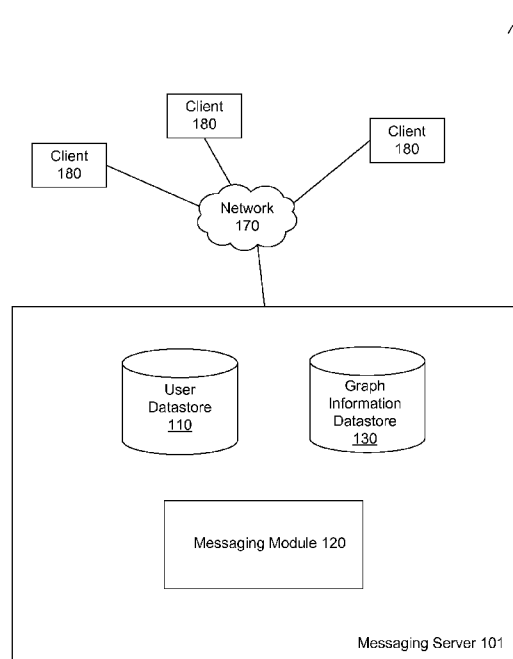 Client
180
Client
180
Client
180
Network
170
User
Datastore
110
Graph
Information
Datastore
130
Messaging Module 120
Messaging Server 101